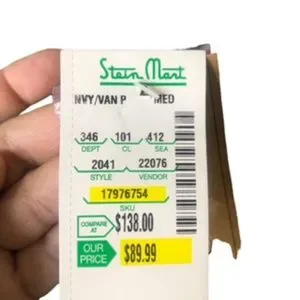 Stein Mart
NVY/VAN P MED
346 101 412
DEPT CL SEA
2041 22076
STYLE VENDOR
17976754
SKU
COMPARE AT $138.00
OUR PRICE $89.99